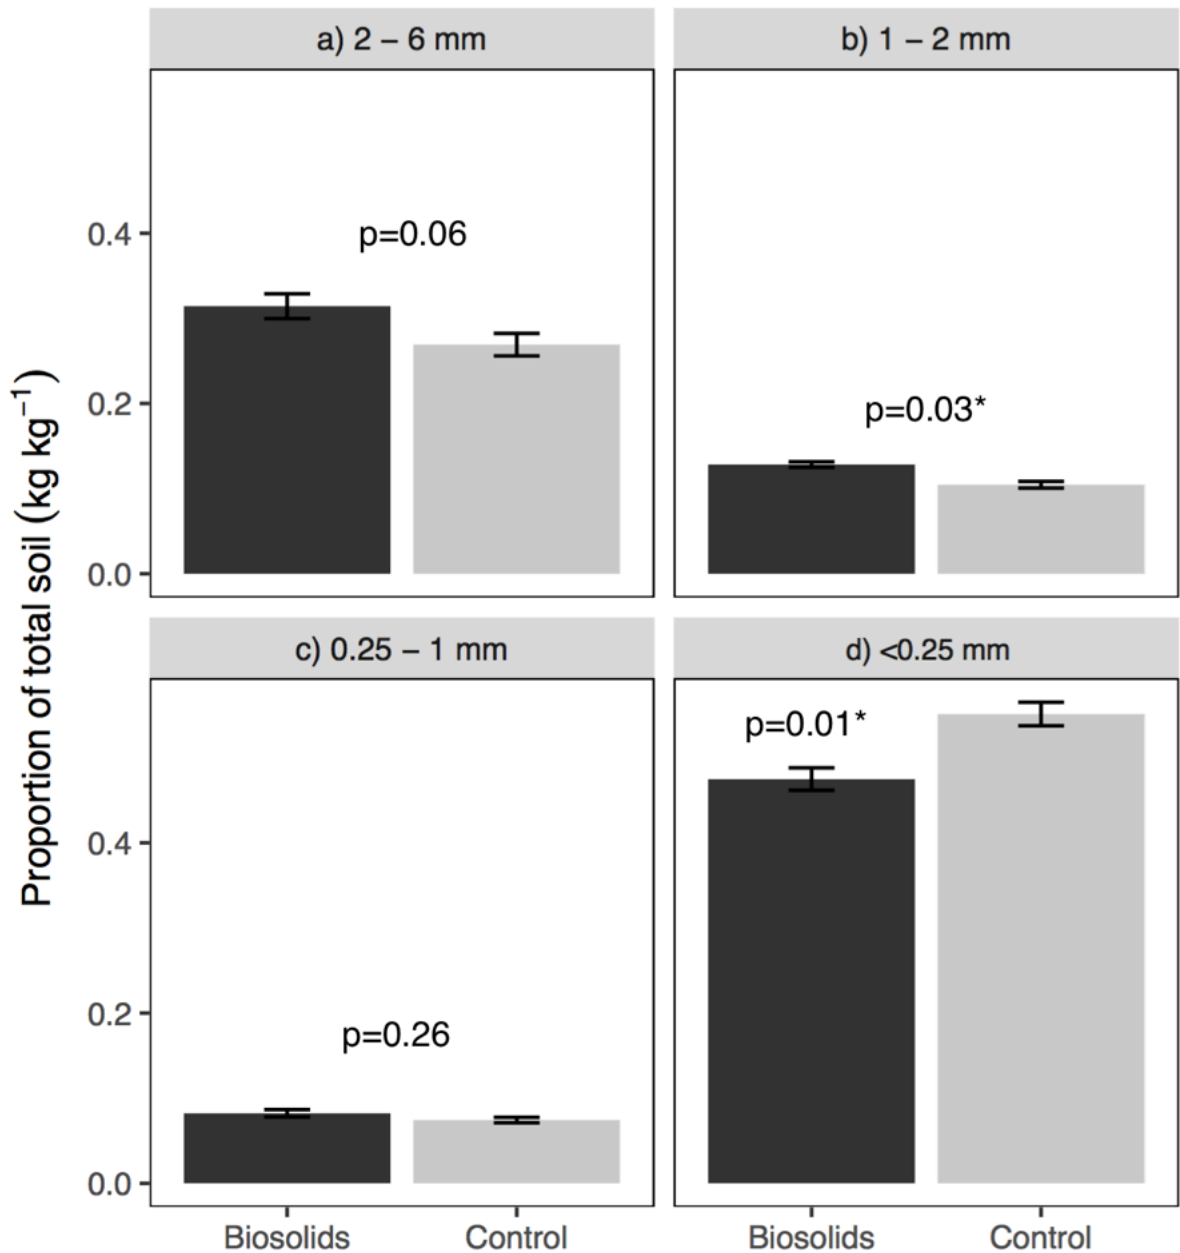 a) 2 – 6 mm
b) 1 – 2 mm
0.4
p=0.06
0.2
p=0.03*
0.0
Proportion of total soil (kg kg⁻¹)
c) 0.25 – 1 mm
d) <0.25 mm
p=0.01*
0.4
0.2
p=0.26
0.0
Biosolids
Control
Biosolids
Control